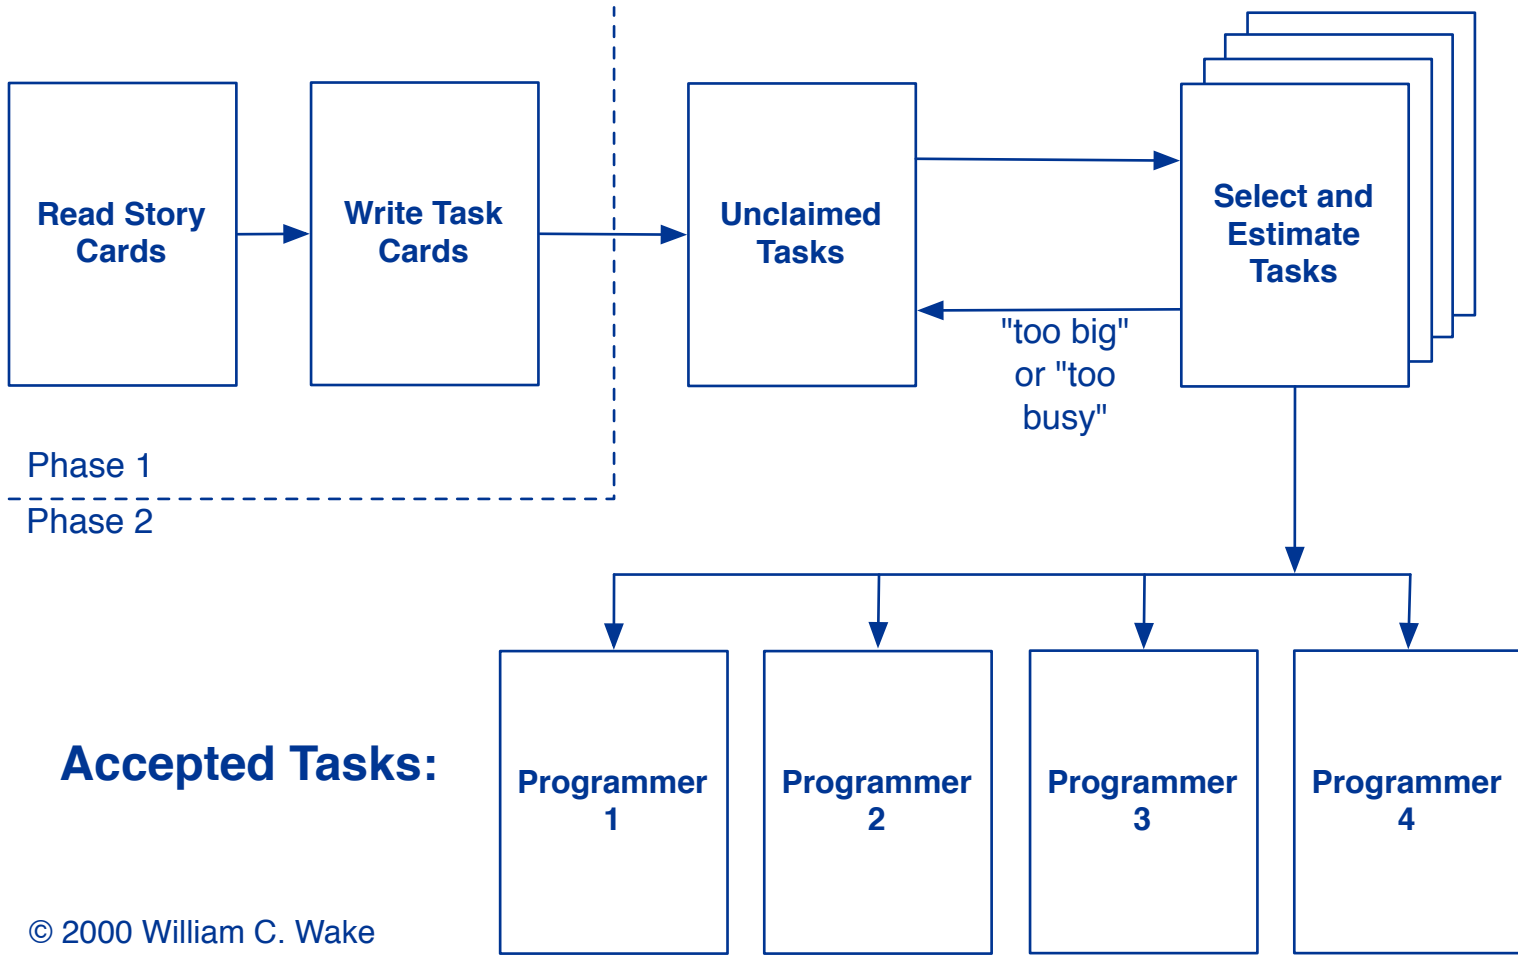 Read Story
Cards
Write Task
Cards
Unclaimed
Tasks
Select and
Estimate
Tasks
"too big"
or "too
busy"
Phase 1
Phase 2
Accepted Tasks:
Programmer
1
Programmer
2
Programmer
3
Programmer
4
© 2000 William C. Wake